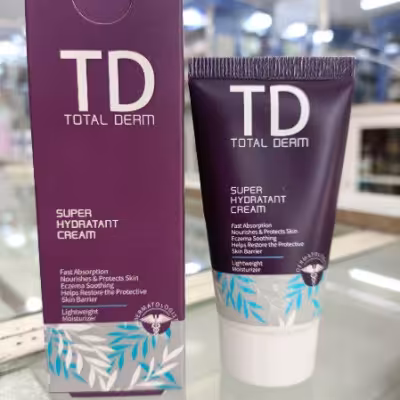 TD
TOTAL DERM
SUPER
HYDRATANT
CREAM
Fast Absorption
Nourishes & Protects Skin
Eczema Soothing
Helps Restore the Protective
Skin Barrier
Lightweight
Moisturizer
TD
TOTAL DERM
SUPER
HYDRATANT
CREAM
Fast Absorption
Nourishes & Protects Skin
Eczema Soothing
Helps Restore the Protective
Skin Barrier
Lightweight
Moisturizer